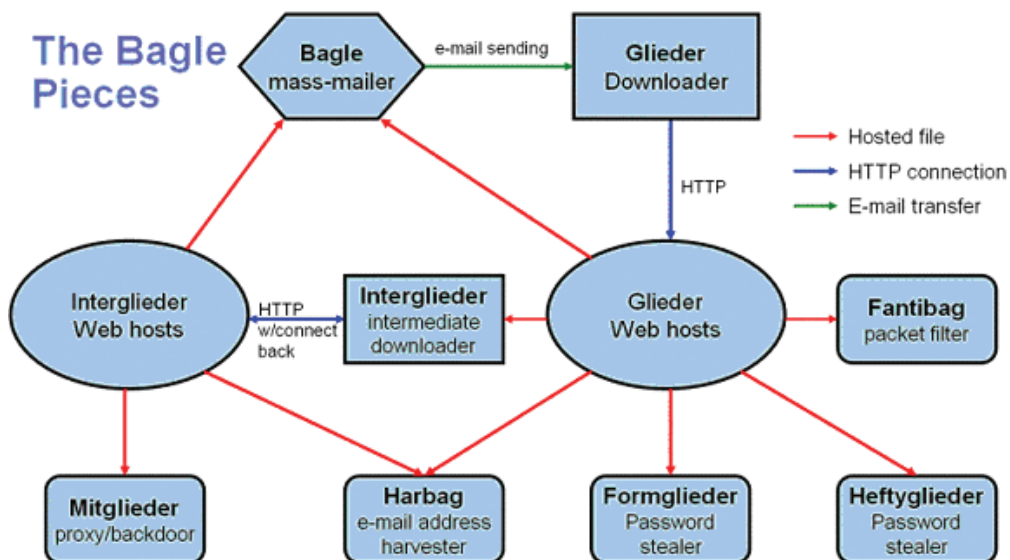 The Bagle
Pieces
Bagle
mass-mailer
e-mail sending
Glieder
Downloader
Hosted file
HTTP connection
E-mail transfer
HTTP
Interglieder
Web hosts
HTTP
w/connect
back
Interglieder
intermediate
downloader
Glieder
Web hosts
Fantibag
packet filter
Mitglieder
proxy/backdoor
Harbag
e-mail address
harvester
Formglieder
Password
stealer
Heftyglieder
Password
stealer